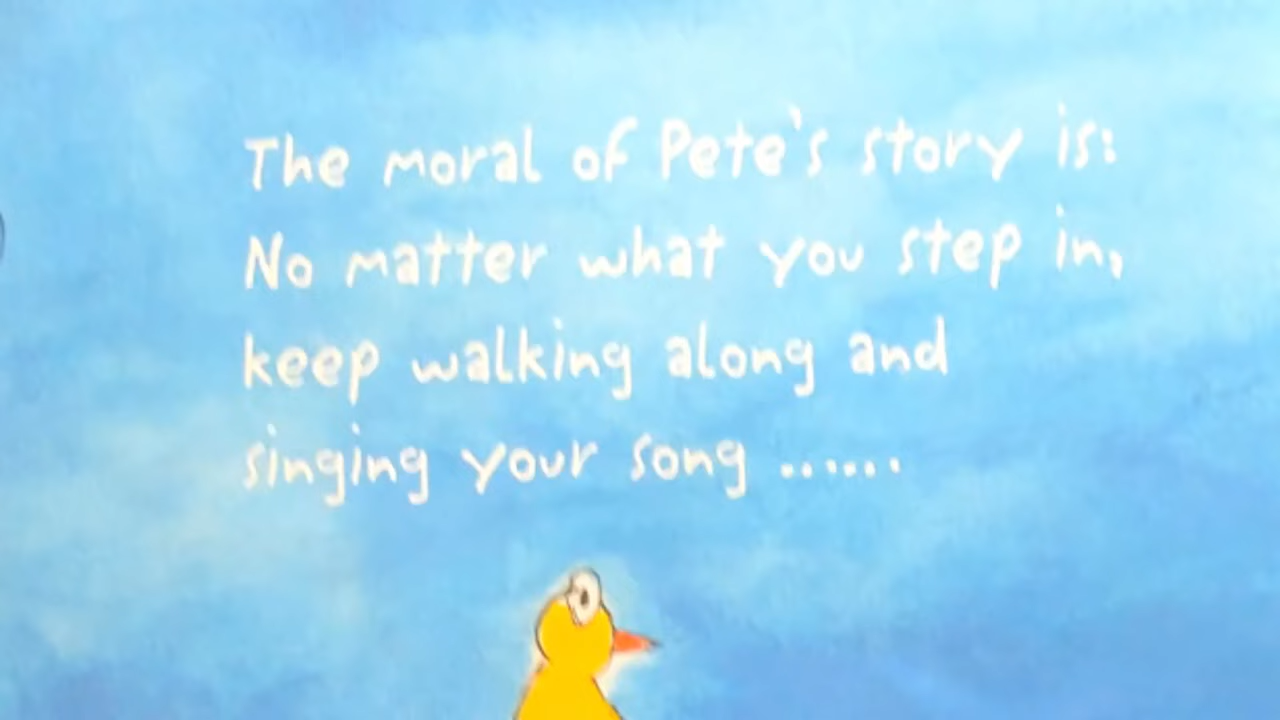 The moral of Pete's story is:
No matter what you step in,
keep walking along and
singing your song ......